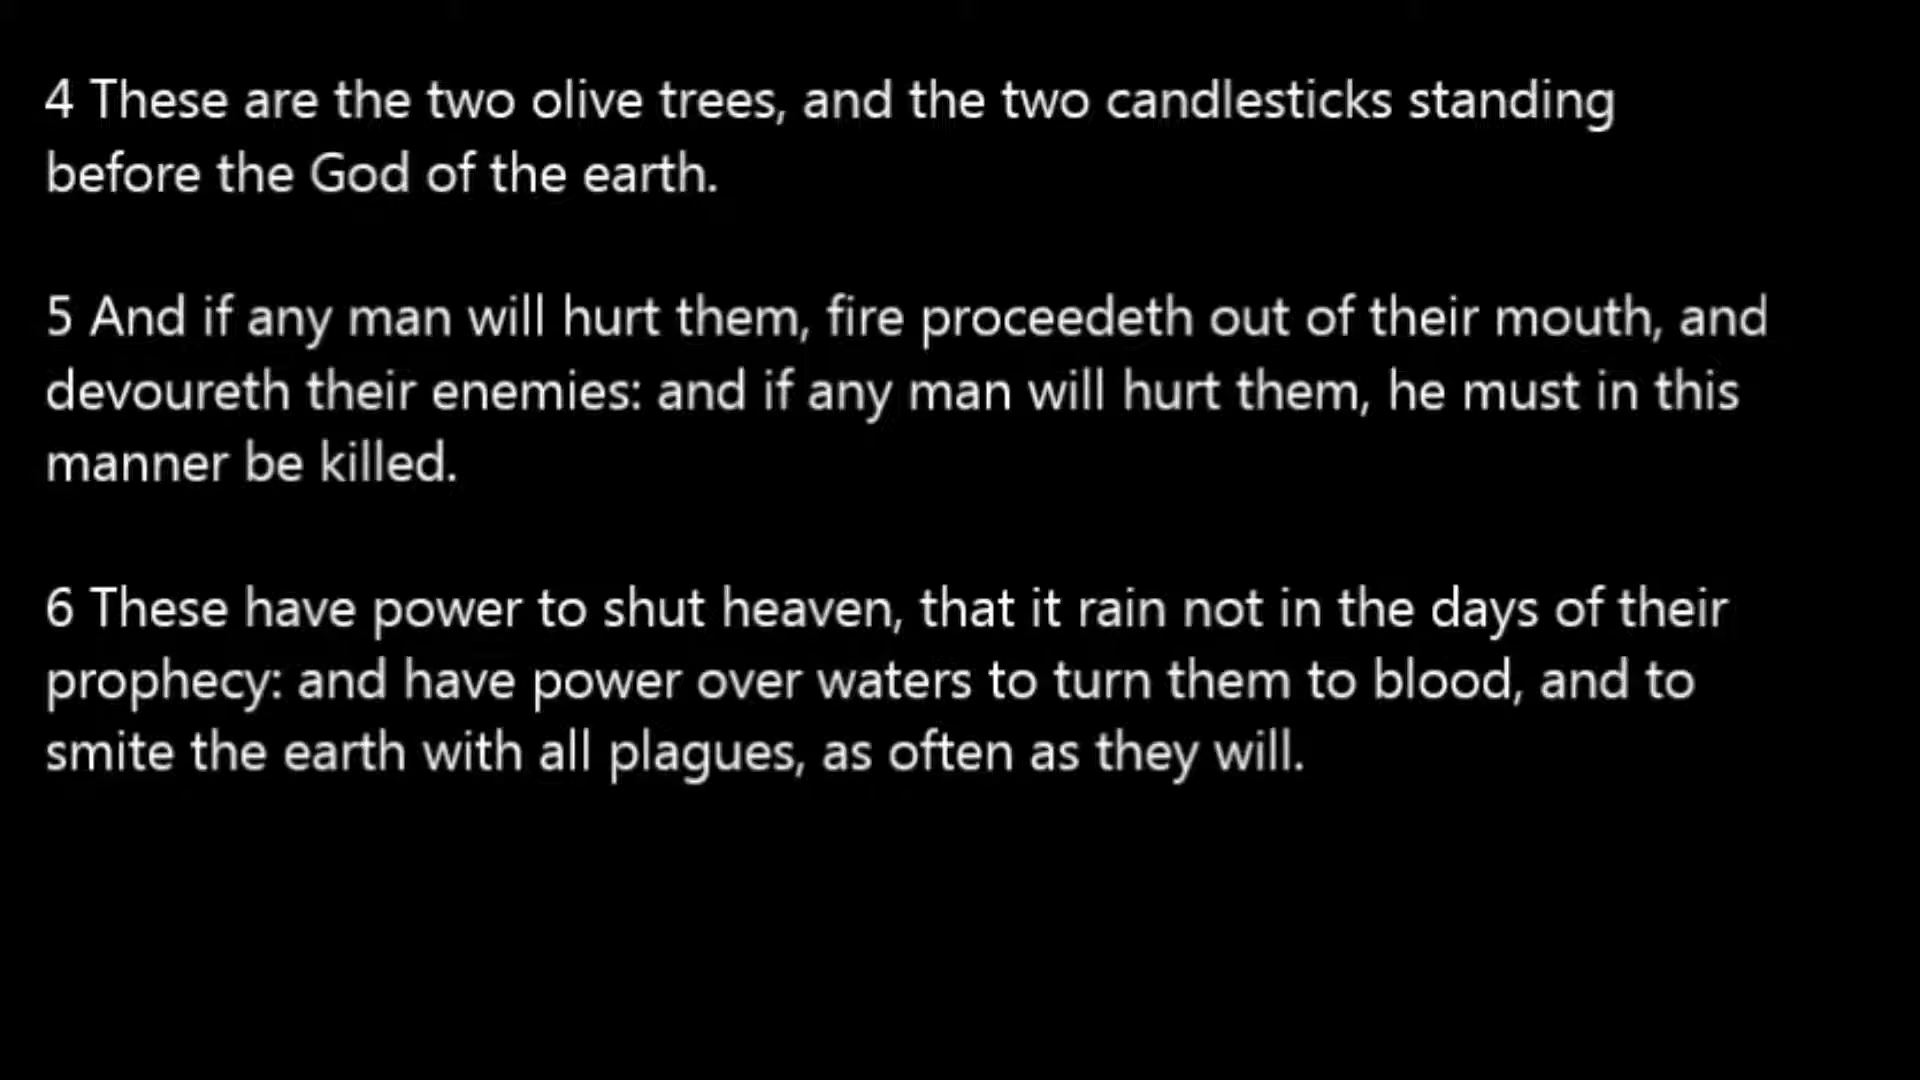 4 These are the two olive trees, and the two candlesticks standing
before the God of the earth.
5 And if any man will hurt them, fire proceedeth out of their mouth, and
devoureth their enemies: and if any man will hurt them, he must in this
manner be killed.
6 These have power to shut heaven, that it rain not in the days of their
prophecy: and have power over waters to turn them to blood, and to
smite the earth with all plagues, as often as they will.